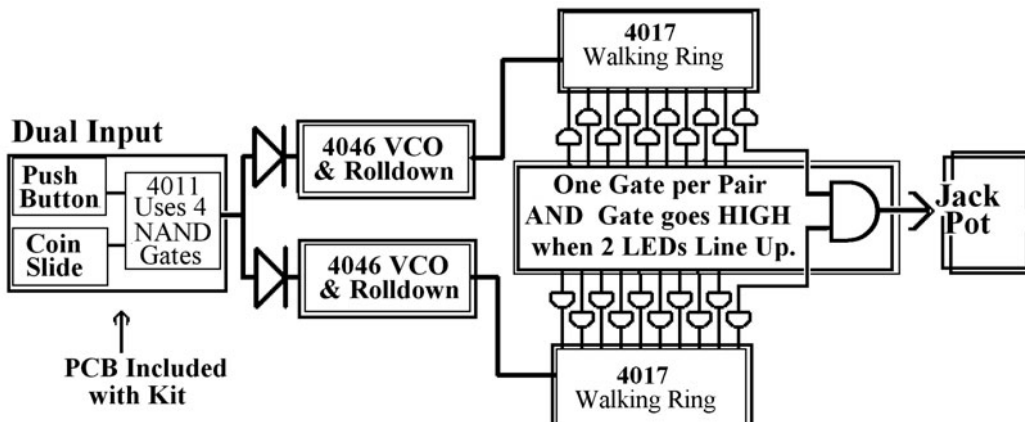 Dual Input
Push
Button
Coin
Slide
4011
Uses 4
NAND
Gates
PCB Included
with Kit
4046 VCO
& Rolldown
4046 VCO
& Rolldown
4017
Walking Ring
One Gate per Pair
AND Gate goes HIGH
when 2 LEDs Line Up.
4017
Walking Ring
Jack
Pot